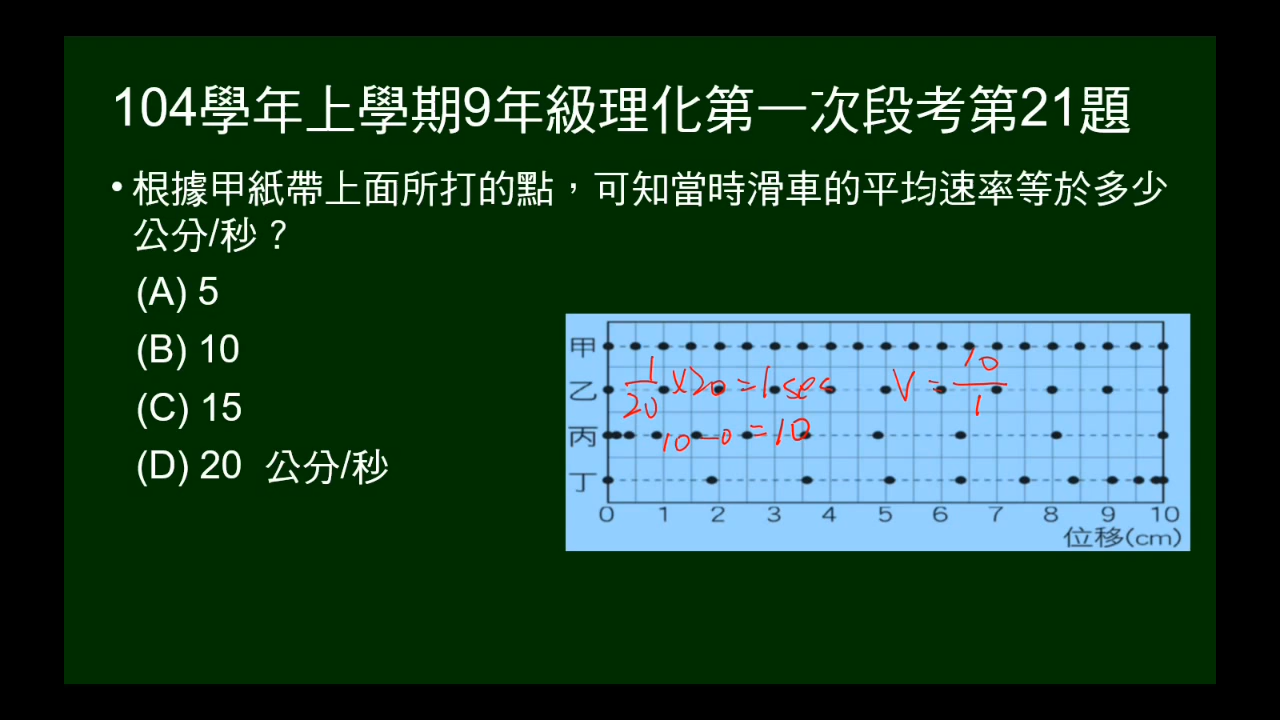 104學年上學期9年級理化第一次段考第21題
• 根據甲紙帶上面所打的點，可知當時滑車的平均速率等於多少
公分/秒？
(A) 5
(B) 10
(C) 15
(D) 20 公分/秒
甲
乙
丙
丁
1/20 X20 = 1 sec
10-0 = 10
V = 10/1
0 1 2 3 4 5 6 7 8 9 10
位移(cm)